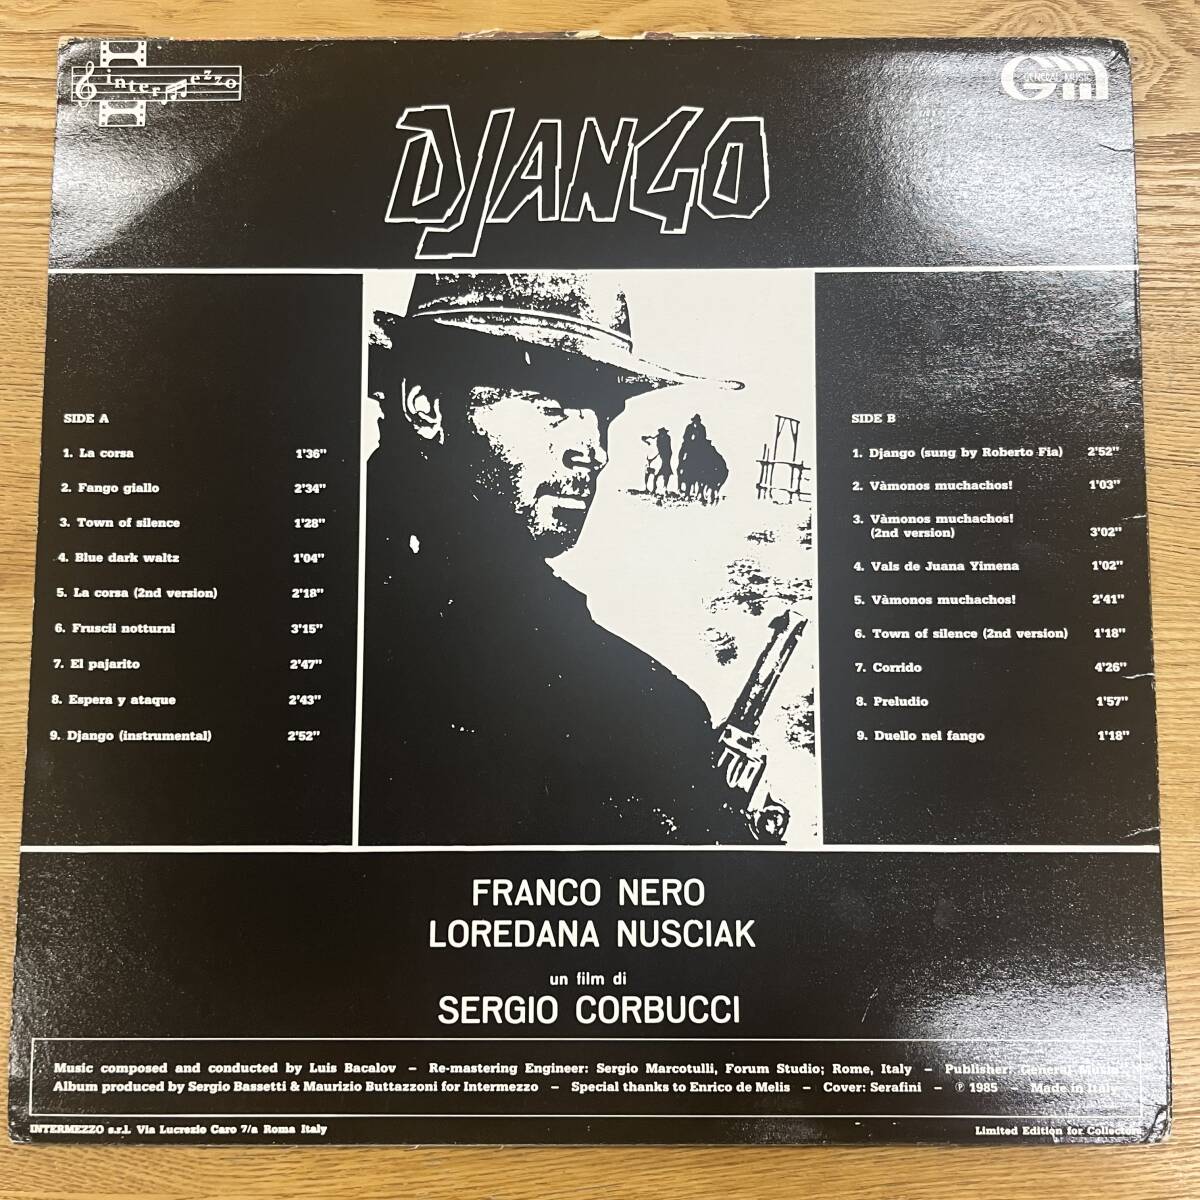 intermezzo
GENERAL MUSIC
GM
DJANGO
SIDE A
1. La corsa 1'36"
2. Fango giallo 2'34"
3. Town of silence 1'28"
4. Blue dark waltz 1'04"
5. La corsa (2nd version) 2'18"
6. Fruscii notturni 3'15"
7. El pajarito 2'47"
8. Espera y ataque 2'43"
9. Django (instrumental) 2'52"
SIDE B
1. Django (sung by Roberto Fia) 2'52"
2. Vàmonos muchachos! 1'03"
3. Vàmonos muchachos!
(2nd version) 3'02"
4. Vals de Juana Yimena 1'02"
5. Vàmonos muchachos! 2'41"
6. Town of silence (2nd version) 1'18"
7. Corrido 4'26"
8. Preludio 1'57"
9. Duello nel fango 1'18"
FRANCO NERO
LOREDANA NUSCIAK
un film di
SERGIO CORBUCCI
Music composed and conducted by Luis Bacalov – Re-mastering Engineer: Sergio Marcotulli, Forum Studio; Rome, Italy – Publisher: General Music
Album produced by Sergio Bassetti & Maurizio Buttazzoni for Intermezzo – Special thanks to Enrico de Melis – Cover: Serafini – ℗ 1985 – Made in Italy
INTERMEZZO s.r.l. Via Lucrezio Caro 7/a Roma Italy
Limited Edition for Collectors